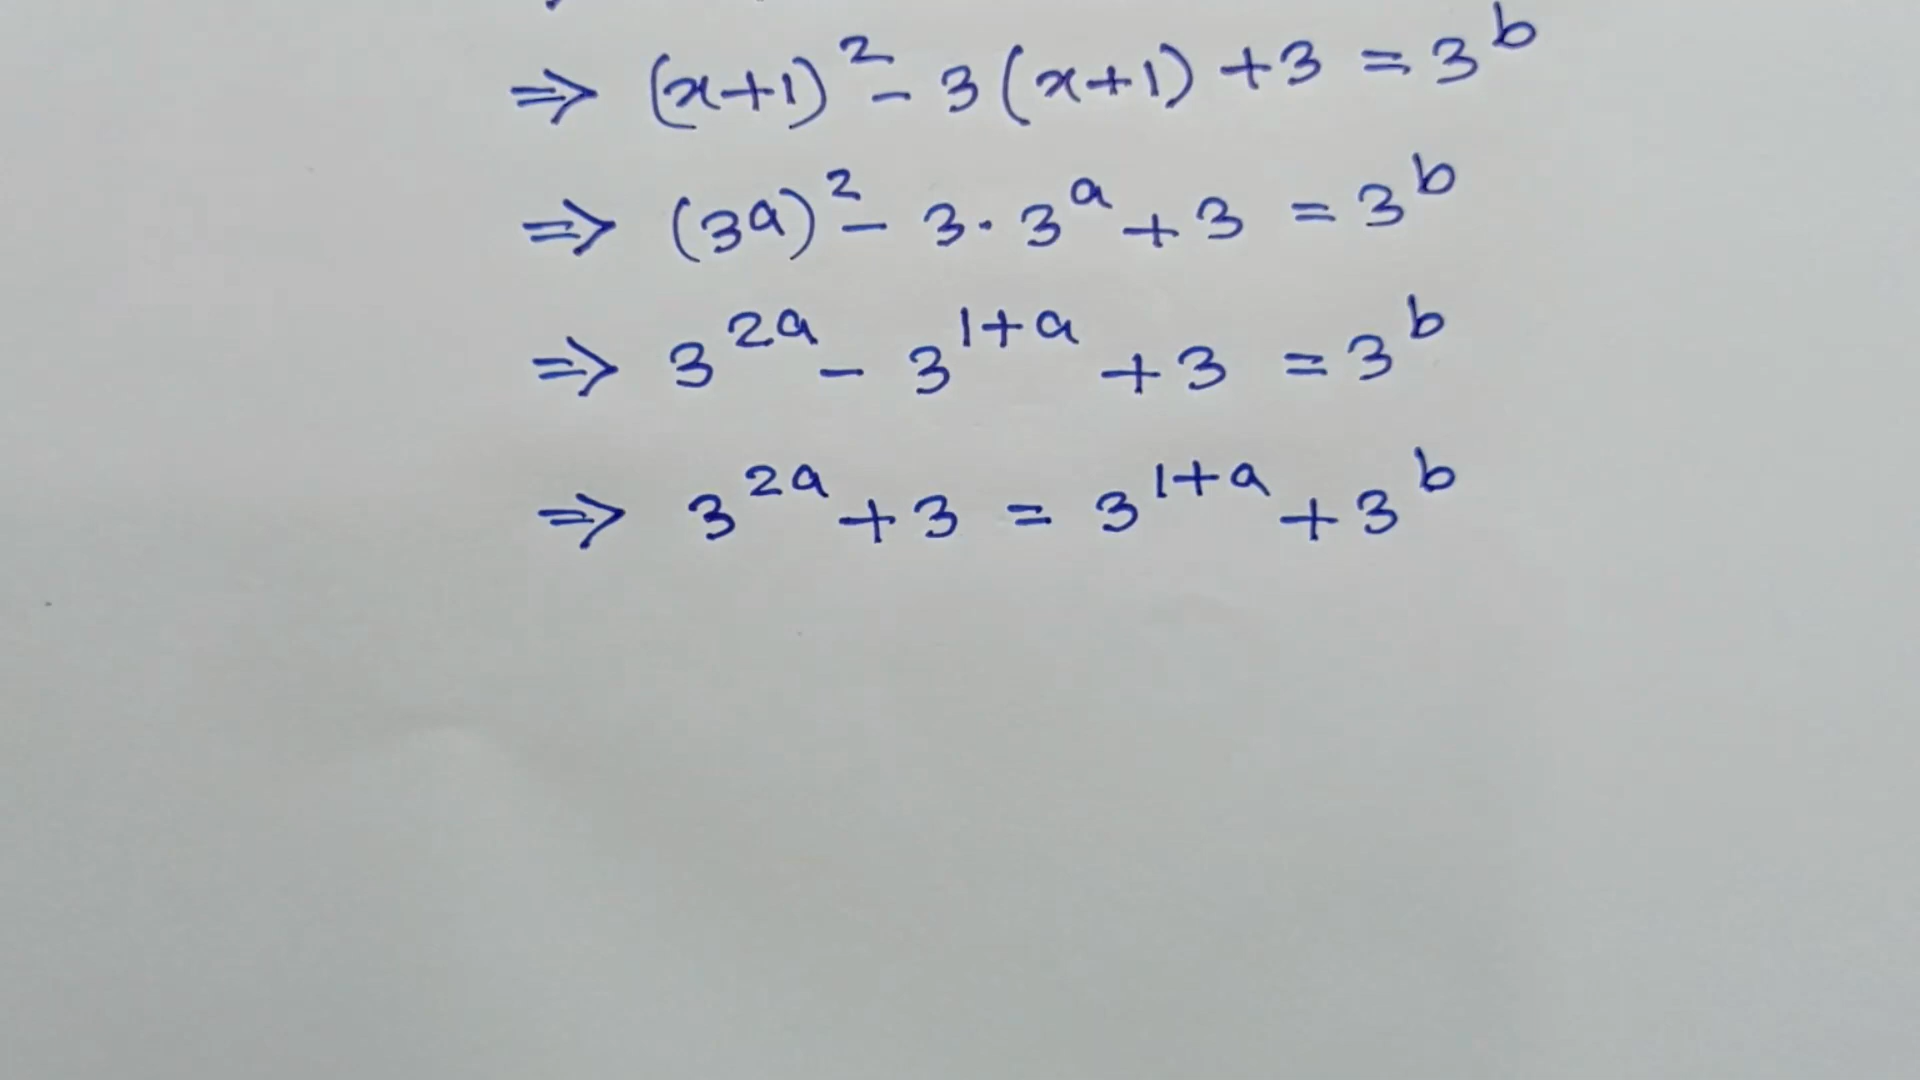 ⇒ (x+1)² - 3(x+1) + 3 = 3^b
⇒ (3^a)² - 3·3^a + 3 = 3^b
⇒ 3^{2a} - 3^{1+a} + 3 = 3^b
⇒ 3^{2a} + 3 = 3^{1+a} + 3^b